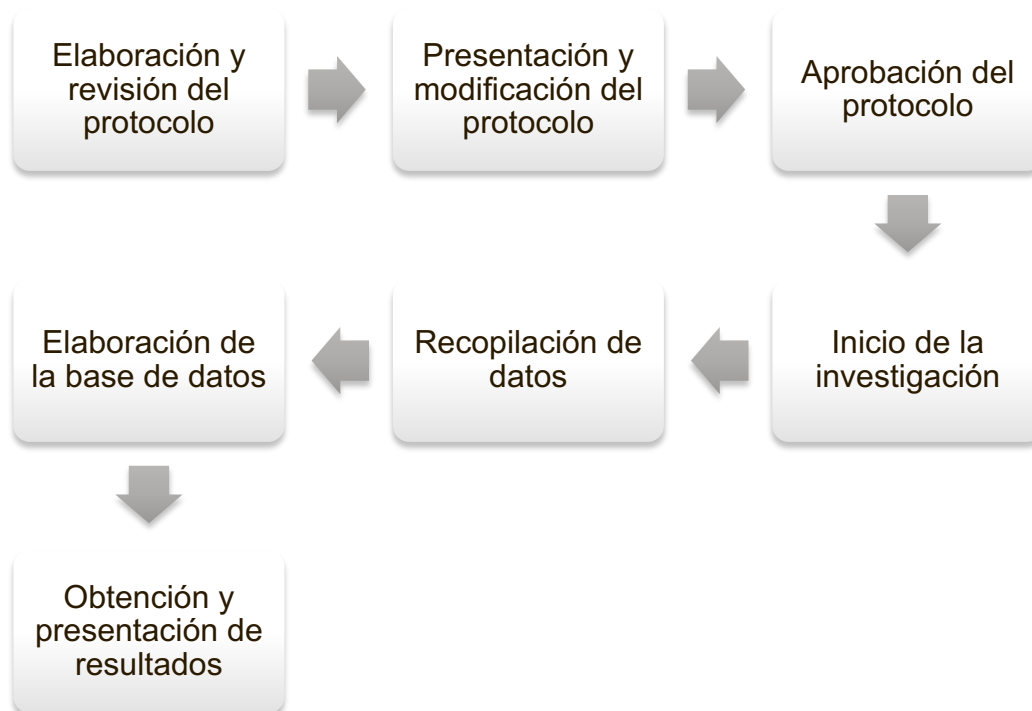 Elaboración y
revisión del
protocolo
Presentación y
modificación del
protocolo
Aprobación del
protocolo
Inicio de la
investigación
Recopilación de
datos
Elaboración de
la base de datos
Obtención y
presentación de
resultados